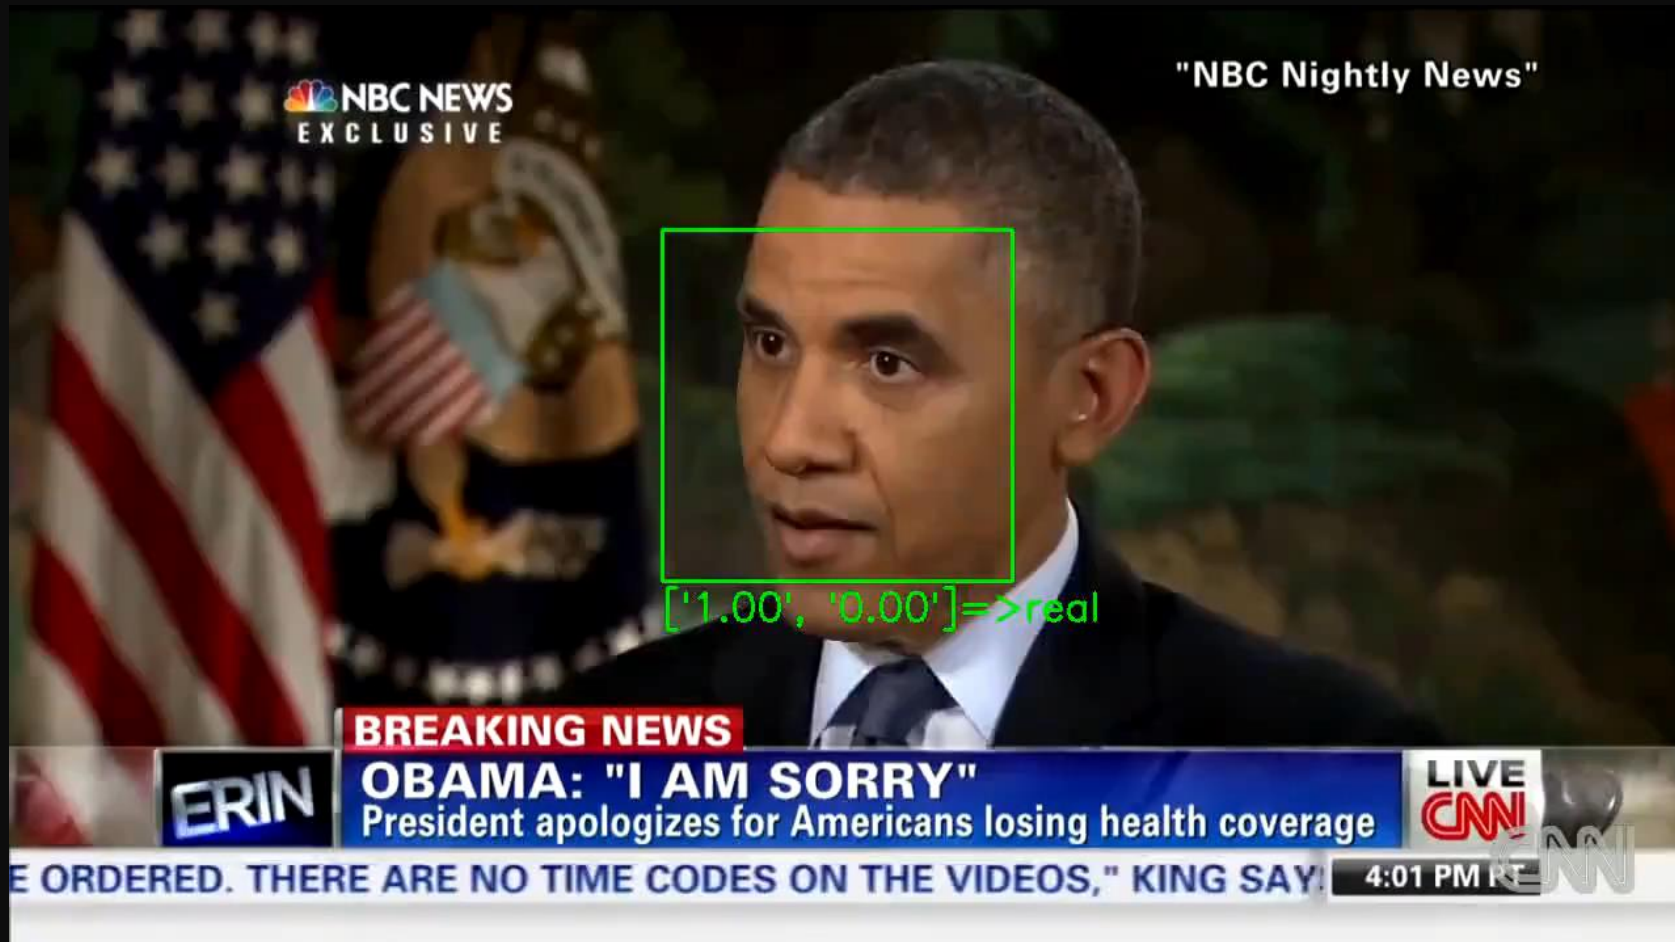 NBC NEWS
EXCLUSIVE
"NBC Nightly News"
['1.00', '0.00']=>real
BREAKING NEWS
ERIN
OBAMA: "I AM SORRY"
President apologizes for Americans losing health coverage
LIVE
CNN
E ORDERED. THERE ARE NO TIME CODES ON THE VIDEOS," KING SAY
4:01 PM PT
CNN